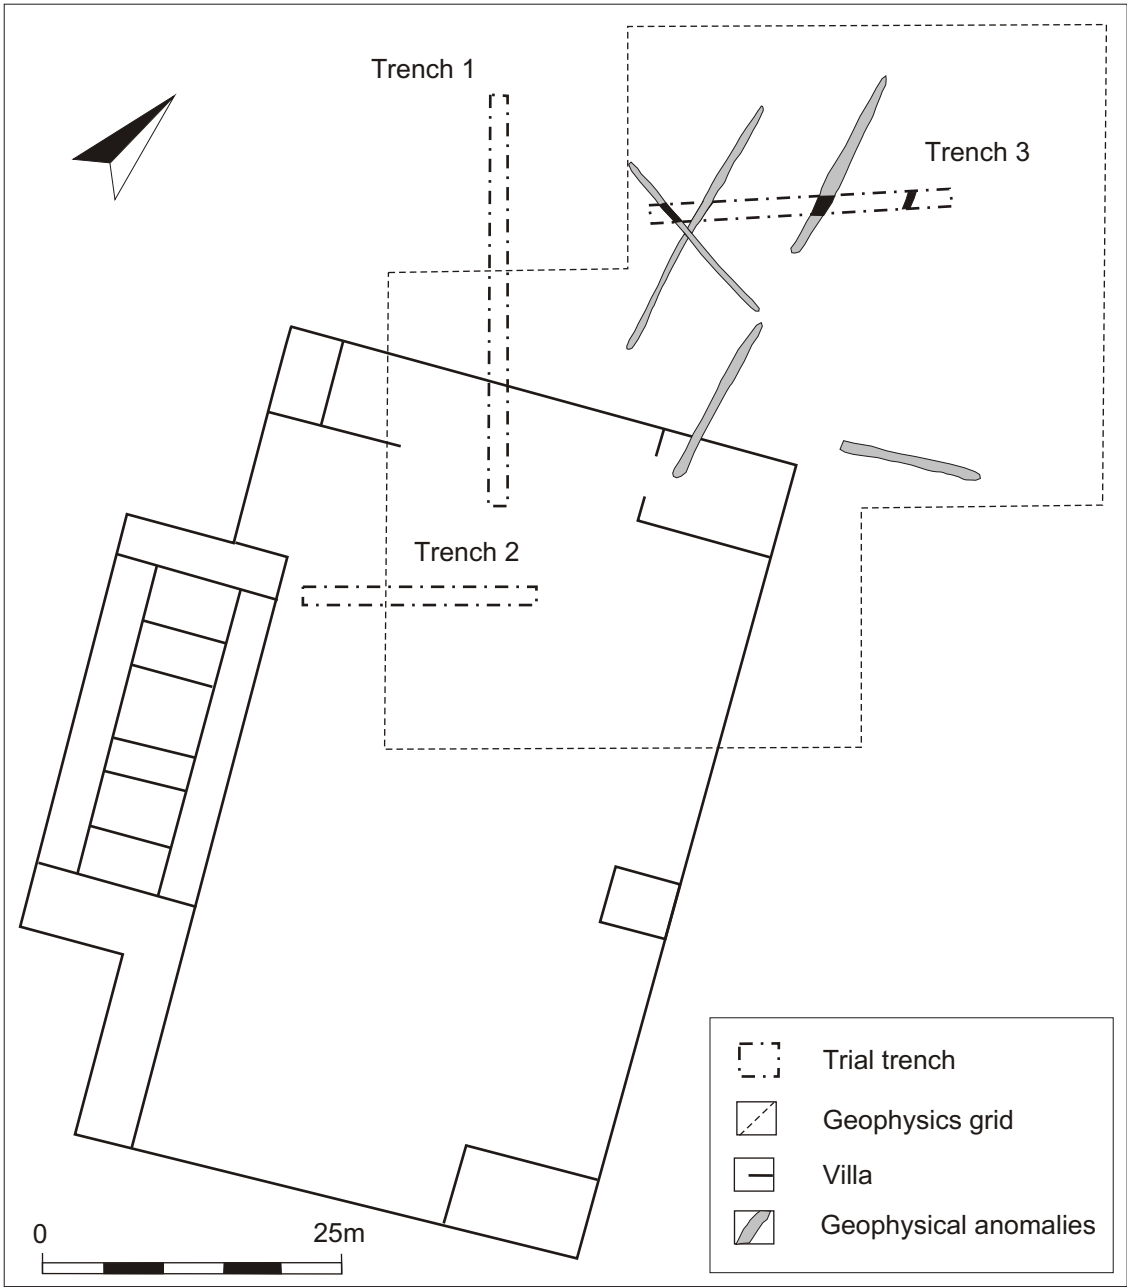 Trench 1
Trench 3
Trench 2
Trial trench
Geophysics grid
Villa
Geophysical anomalies
0 25m